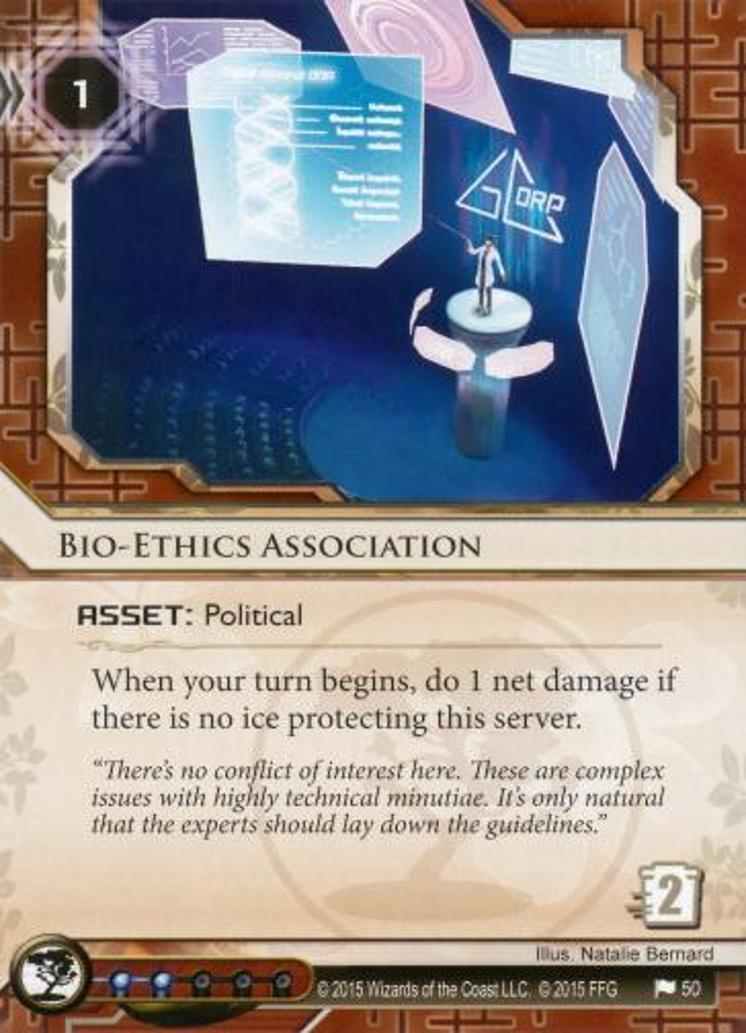 1
CORP
BIO-ETHICS ASSOCIATION
ASSET: Political
When your turn begins, do 1 net damage if
there is no ice protecting this server.
“There’s no conflict of interest here. These are complex
issues with highly technical minutiae. It’s only natural
that the experts should lay down the guidelines.”
2
Illus. Natalie Bernard
© 2015 Wizards of the Coast LLC. © 2015 FFG 50